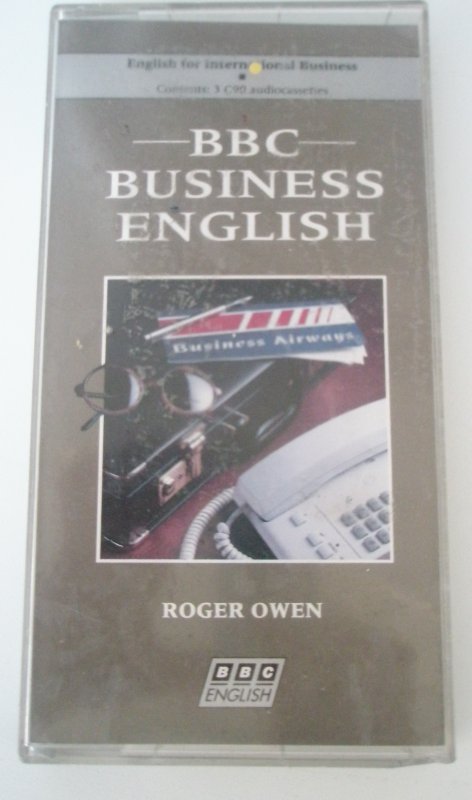 English for international Business
Contents: 3 C90 audiocassettes
BBC
BUSINESS
ENGLISH
Business Airways
ROGER OWEN
BBC
ENGLISH